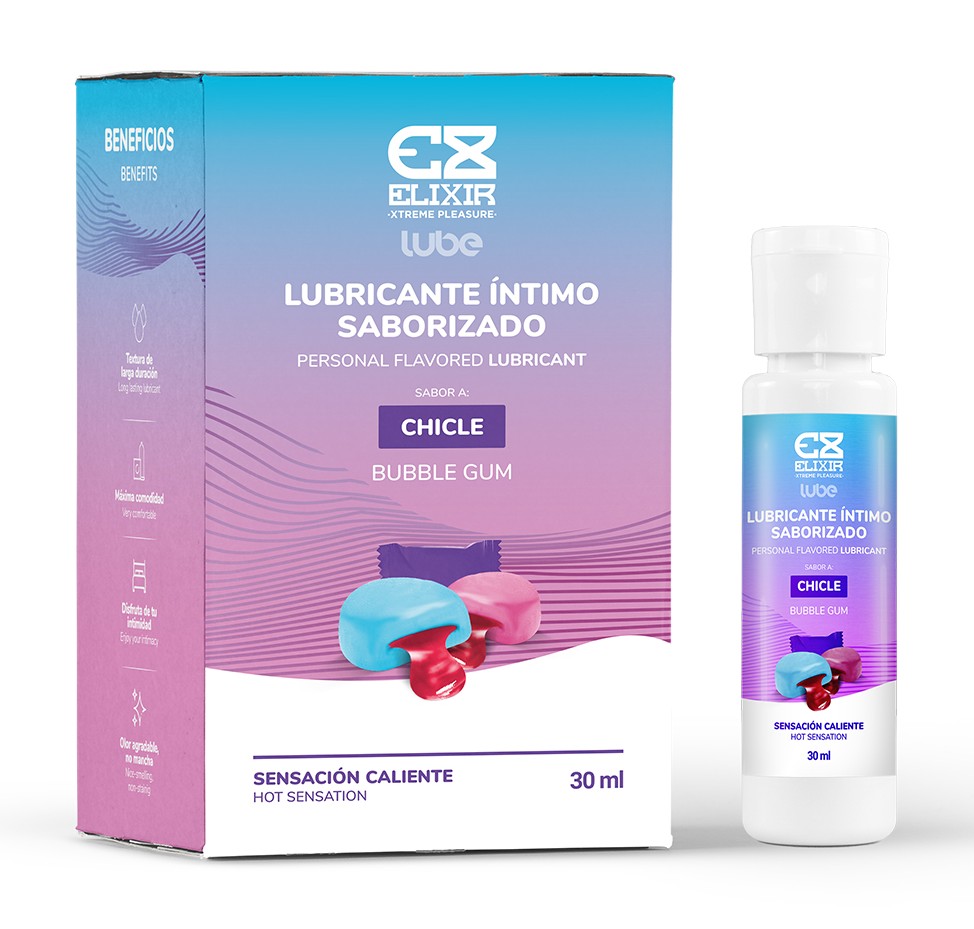 BENEFICIOS
BENEFITS
Textura de
larga duración
Long lasting lubricant
Máxima comodidad
Very comfortable
Disfruta de tu
intimidad
Enjoy your intimacy
Olor agradable,
no mancha
Nice-smelling,
non-staing
EX
ELIXIR
·XTREME PLEASURE·
lube
LUBRICANTE ÍNTIMO
SABORIZADO
PERSONAL FLAVORED LUBRICANT
SABOR A:
CHICLE
BUBBLE GUM
SENSACIÓN CALIENTE
HOT SENSATION
30 ml
EX
ELIXIR
·XTREME PLEASURE·
lube
LUBRICANTE ÍNTIMO
SABORIZADO
PERSONAL FLAVORED LUBRICANT
SABOR A:
CHICLE
BUBBLE GUM
SENSACIÓN CALIENTE
HOT SENSATION
30 ml